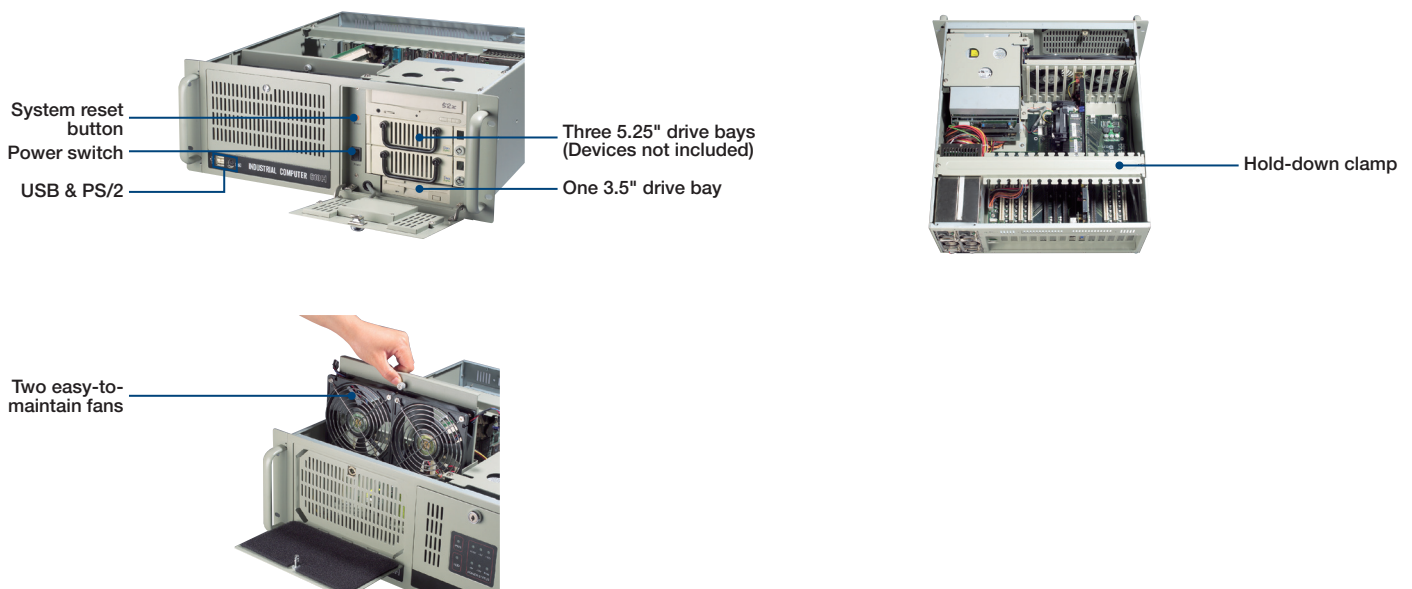 System reset
button
Power switch
USB & PS/2
Three 5.25" drive bays
(Devices not included)
One 3.5" drive bay
INDUSTRIAL COMPUTER
52x
Hold-down clamp
Two easy-to-
maintain fans